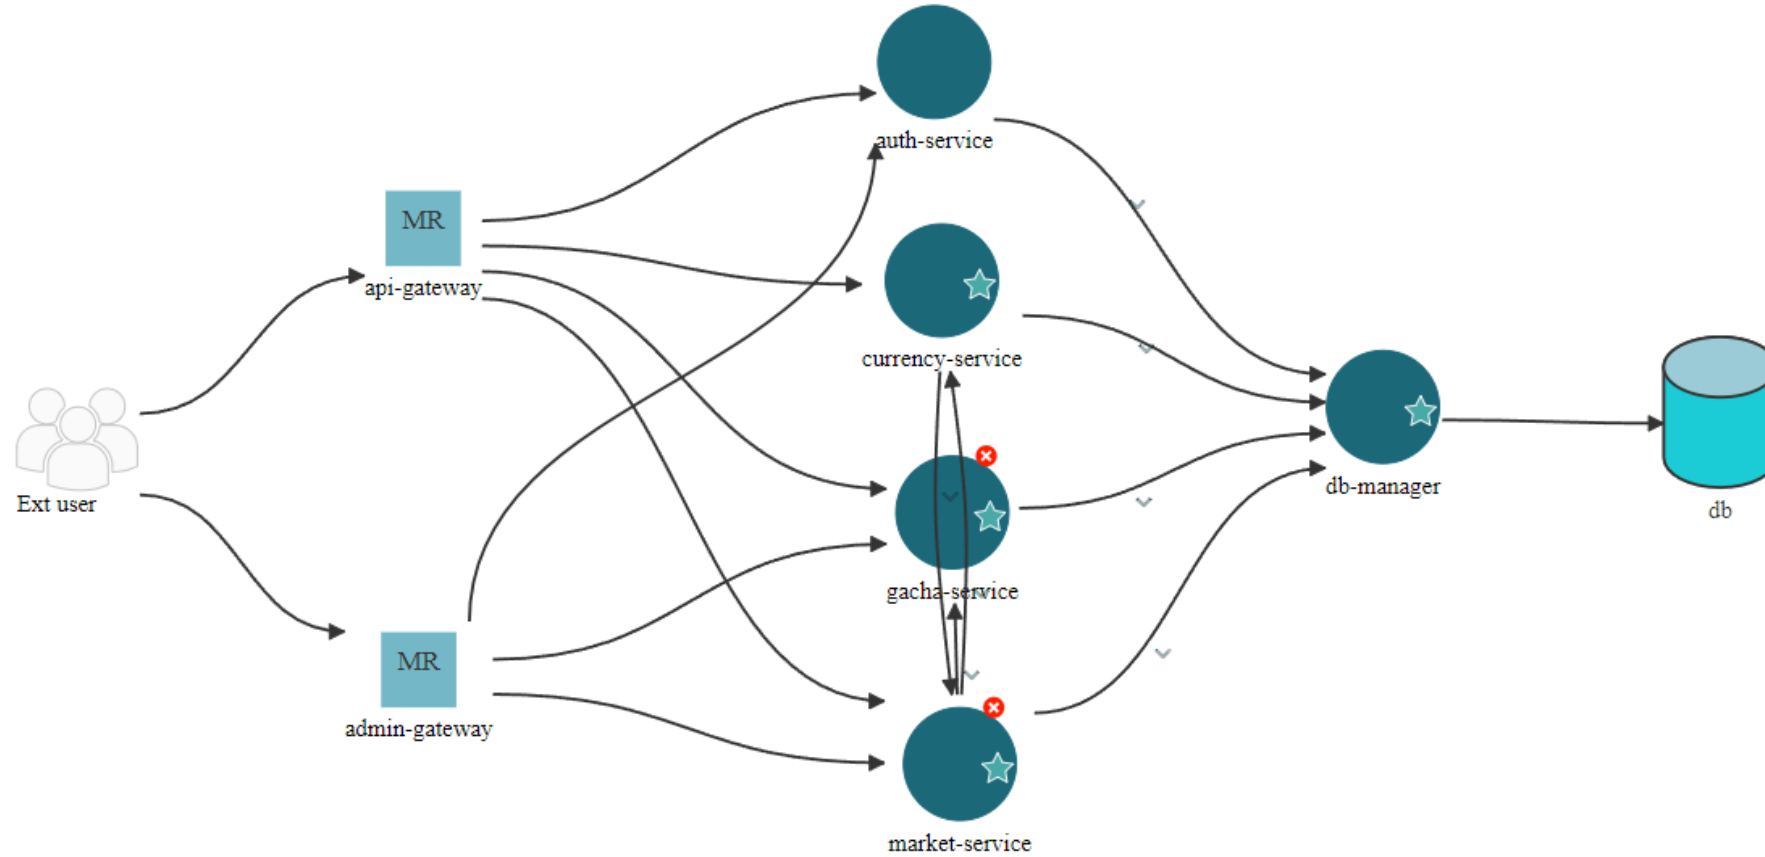 auth-service
MR
api-gateway
currency-service
Ext user
db-manager
db
gacha-service
MR
admin-gateway
market-service